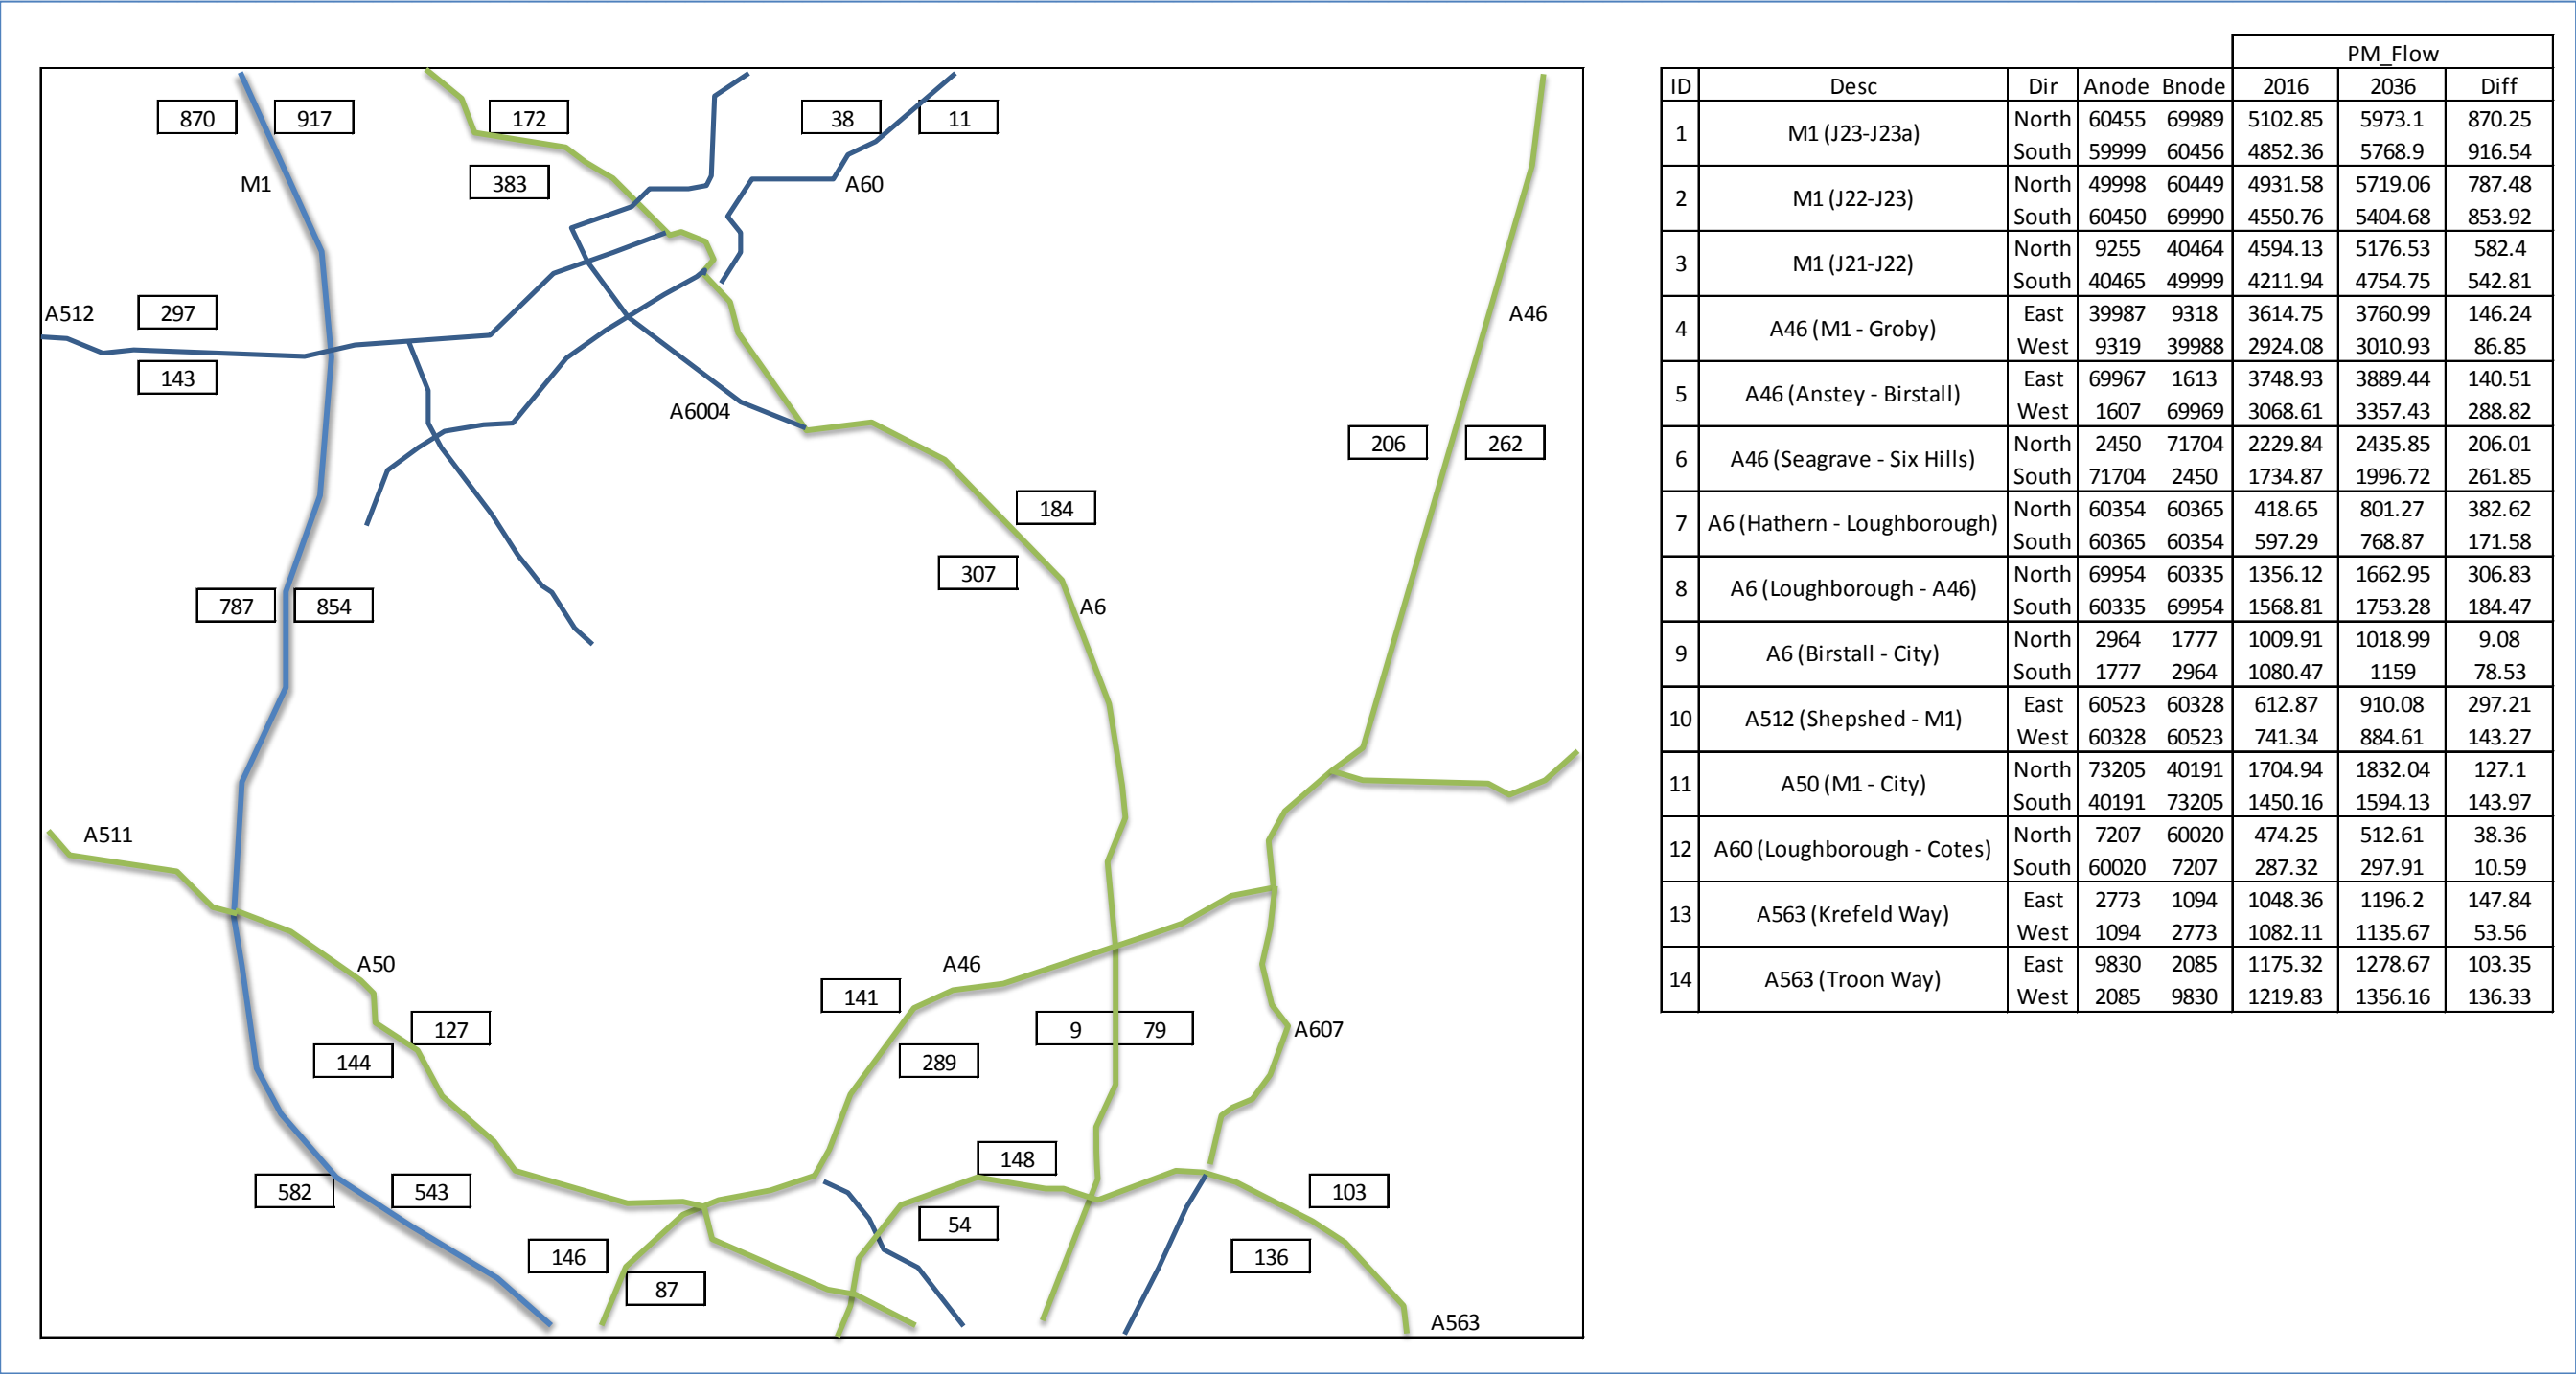 870
917
172
38
11
M1
383
A60
A512
297
143
A46
A6004
206
262
184
307
787
854
A6
A511
A50
A46
141
127
9
79
A607
144
289
148
582
543
103
54
146
136
87
A563
PM_Flow
ID Desc Dir Anode Bnode 2016 2036 Diff
1 M1 (J23-J23a) North 60455 69989 5102.85 5973.1 870.25
South 59999 60456 4852.36 5768.9 916.54
2 M1 (J22-J23) North 49998 60449 4931.58 5719.06 787.48
South 60450 69990 4550.76 5404.68 853.92
3 M1 (J21-J22) North 9255 40464 4594.13 5176.53 582.4
South 40465 49999 4211.94 4754.75 542.81
4 A46 (M1 - Groby) East 39987 9318 3614.75 3760.99 146.24
West 9319 39988 2924.08 3010.93 86.85
5 A46 (Anstey - Birstall) East 69967 1613 3748.93 3889.44 140.51
West 1607 69969 3068.61 3357.43 288.82
6 A46 (Seagrave - Six Hills) North 2450 71704 2229.84 2435.85 206.01
South 71704 2450 1734.87 1996.72 261.85
7 A6 (Hathern - Loughborough) North 60354 60365 418.65 801.27 382.62
South 60365 60354 597.29 768.87 171.58
8 A6 (Loughborough - A46) North 69954 60335 1356.12 1662.95 306.83
South 60335 69954 1568.81 1753.28 184.47
9 A6 (Birstall - City) North 2964 1777 1009.91 1018.99 9.08
South 1777 2964 1080.47 1159 78.53
10 A512 (Shepshed - M1) East 60523 60328 612.87 910.08 297.21
West 60328 60523 741.34 884.61 143.27
11 A50 (M1 - City) North 73205 40191 1704.94 1832.04 127.1
South 40191 73205 1450.16 1594.13 143.97
12 A60 (Loughborough - Cotes) North 7207 60020 474.25 512.61 38.36
South 60020 7207 287.32 297.91 10.59
13 A563 (Krefeld Way) East 2773 1094 1048.36 1196.2 147.84
West 1094 2773 1082.11 1135.67 53.56
14 A563 (Troon Way) East 9830 2085 1175.32 1278.67 103.35
West 2085 9830 1219.83 1356.16 136.33